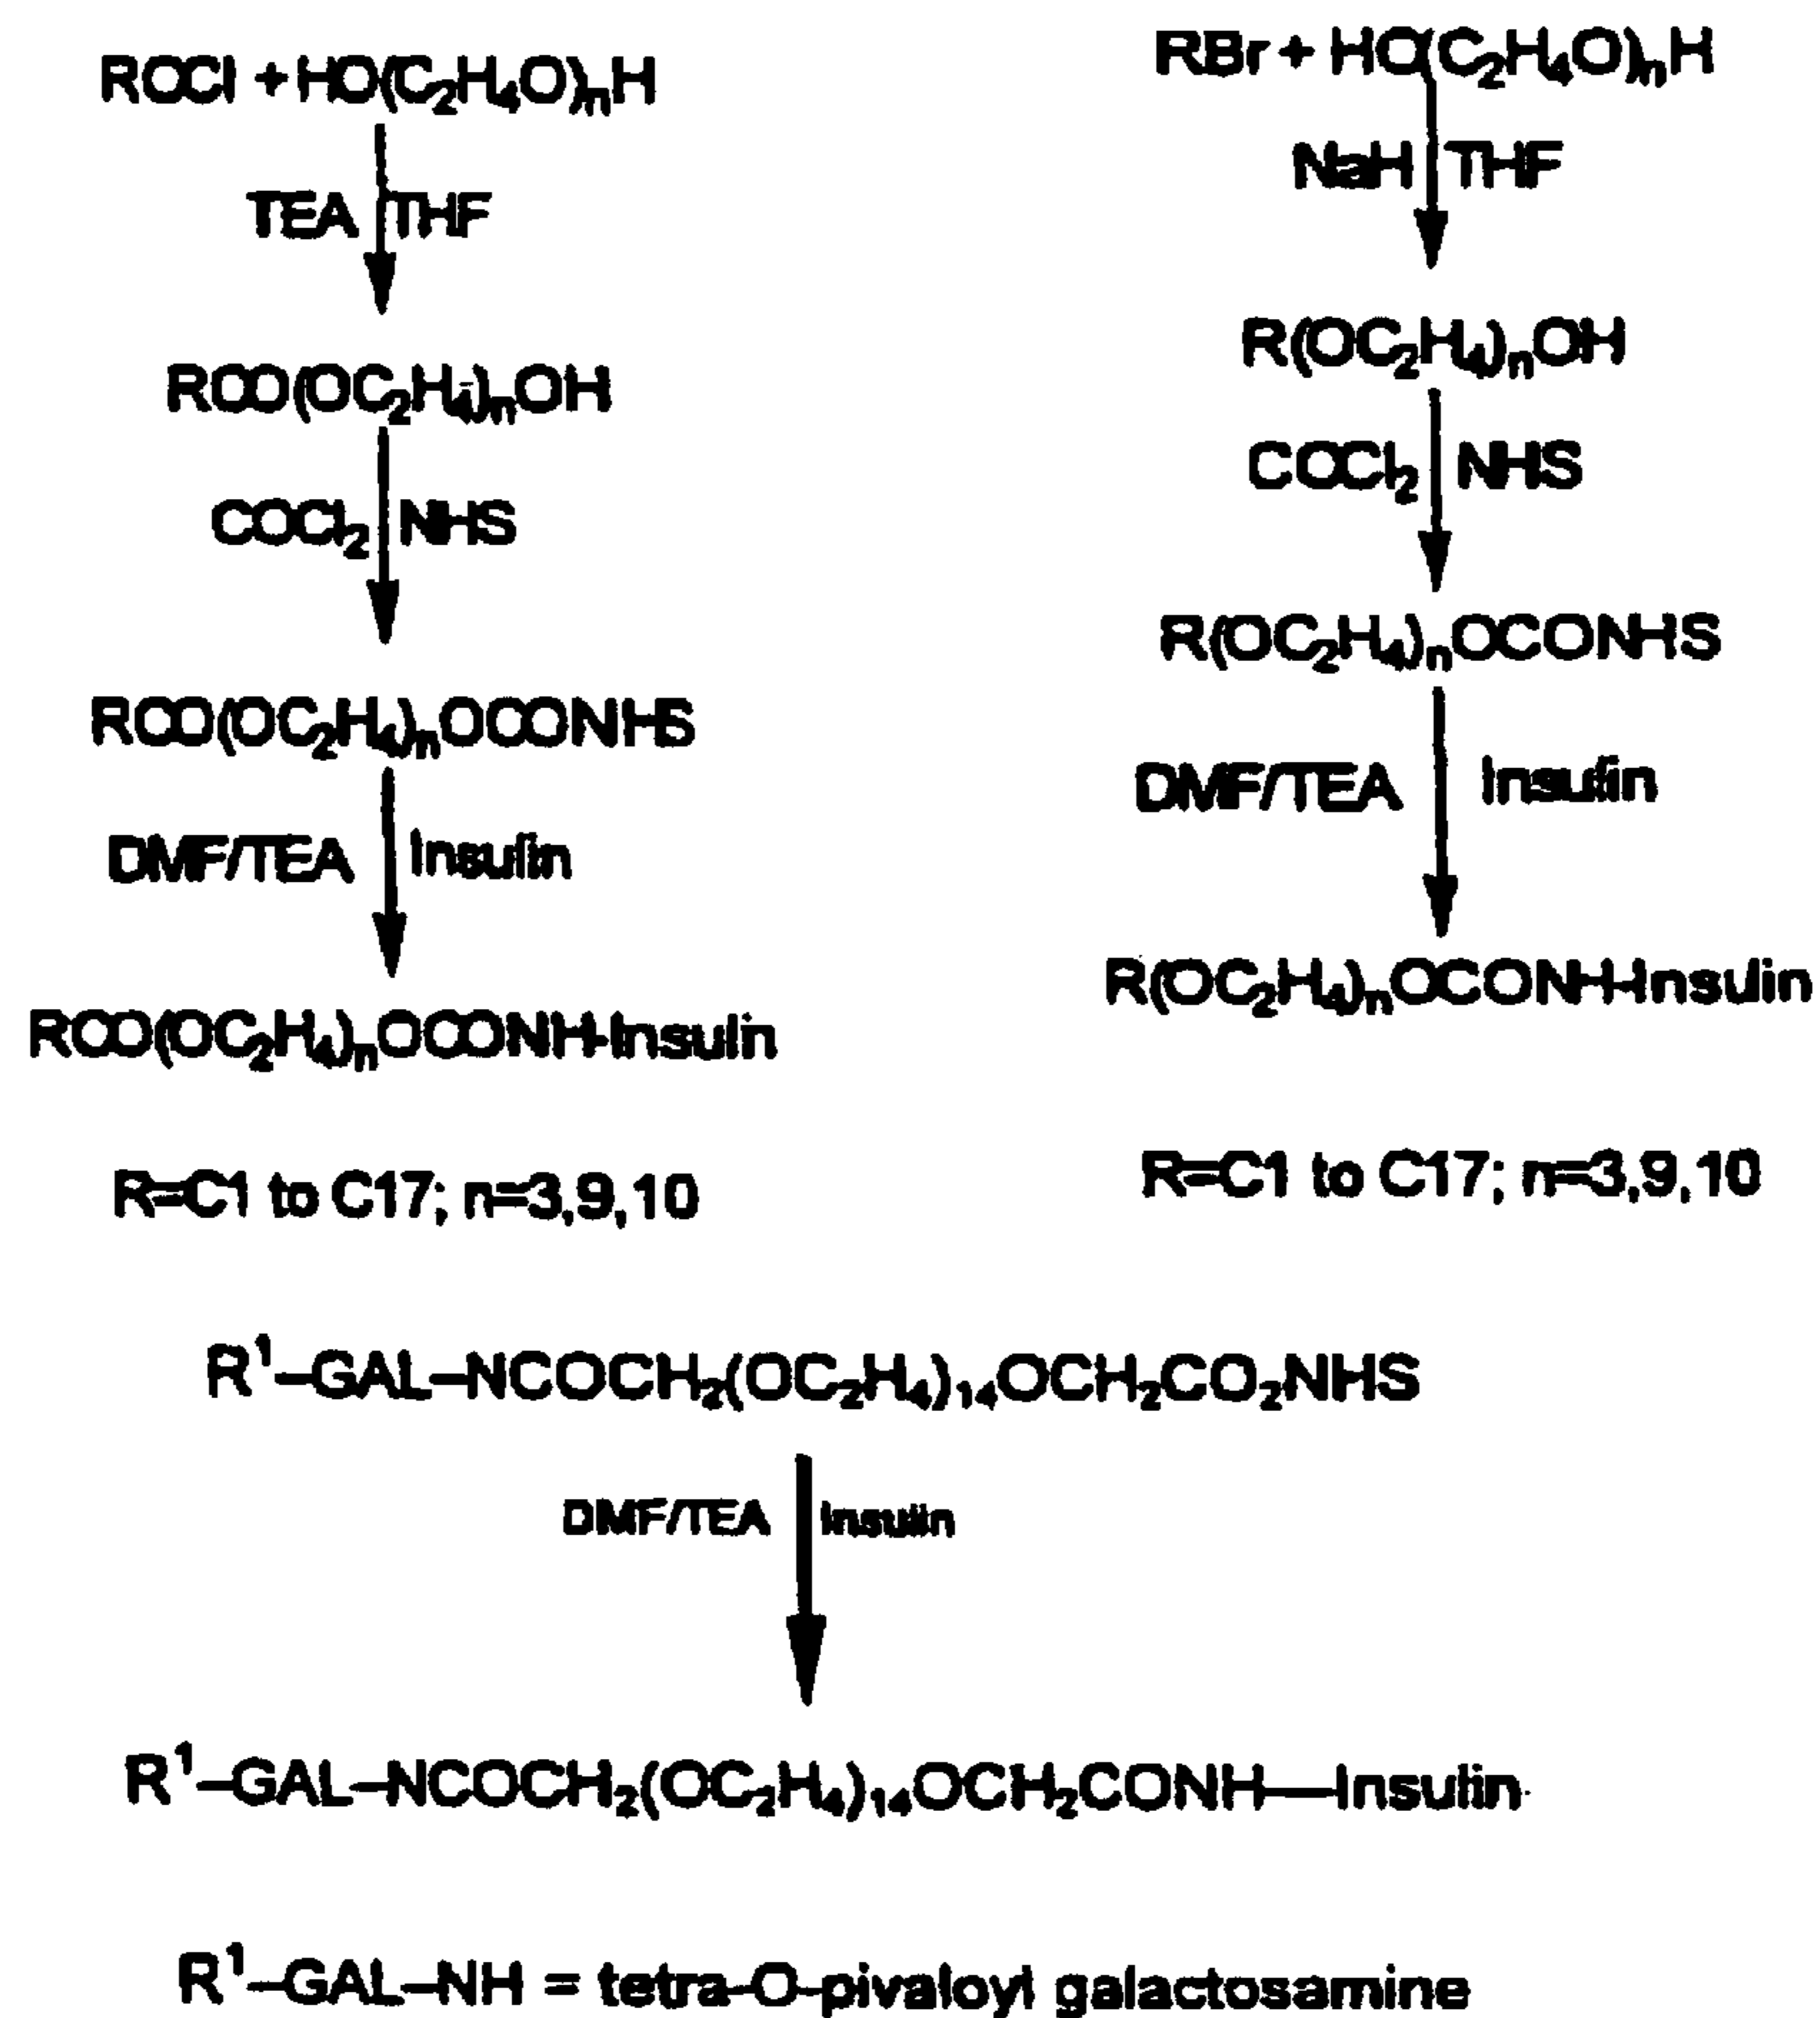 ROCl + HO(C₂H₄O)ₙH
TEA THF
RCO(OC₂H₄)ₙOH
COCl₂ NHS
RCO(OC₂H₄)ₙOCONHS
DMF/TEA Insulin
RCO(OC₂H₄)ₙOCONH-Insulin
R=C1 to C17; n=3,9,10
RBr + HO(C₂H₄O)ₙH
NaH THF
R(OC₂H₄)ₙOH
COCl₂ NHS
R(OC₂H₄)ₙOCONHS
DMF/TEA Insulin
R(OC₂H₄)ₙOCONH-Insulin
R=C1 to C17; n=3,9,10
R¹–GAL–NCOCH₂(OC₂H₄)₁₄OCH₂CO₂NHS
DMF/TEA Insulin
R¹–GAL–NCOCH₂(OC₂H₄)₁₄OCH₂CONH—Insulin
R¹–GAL–NH = tetra-O-pivaloyl galactosamine